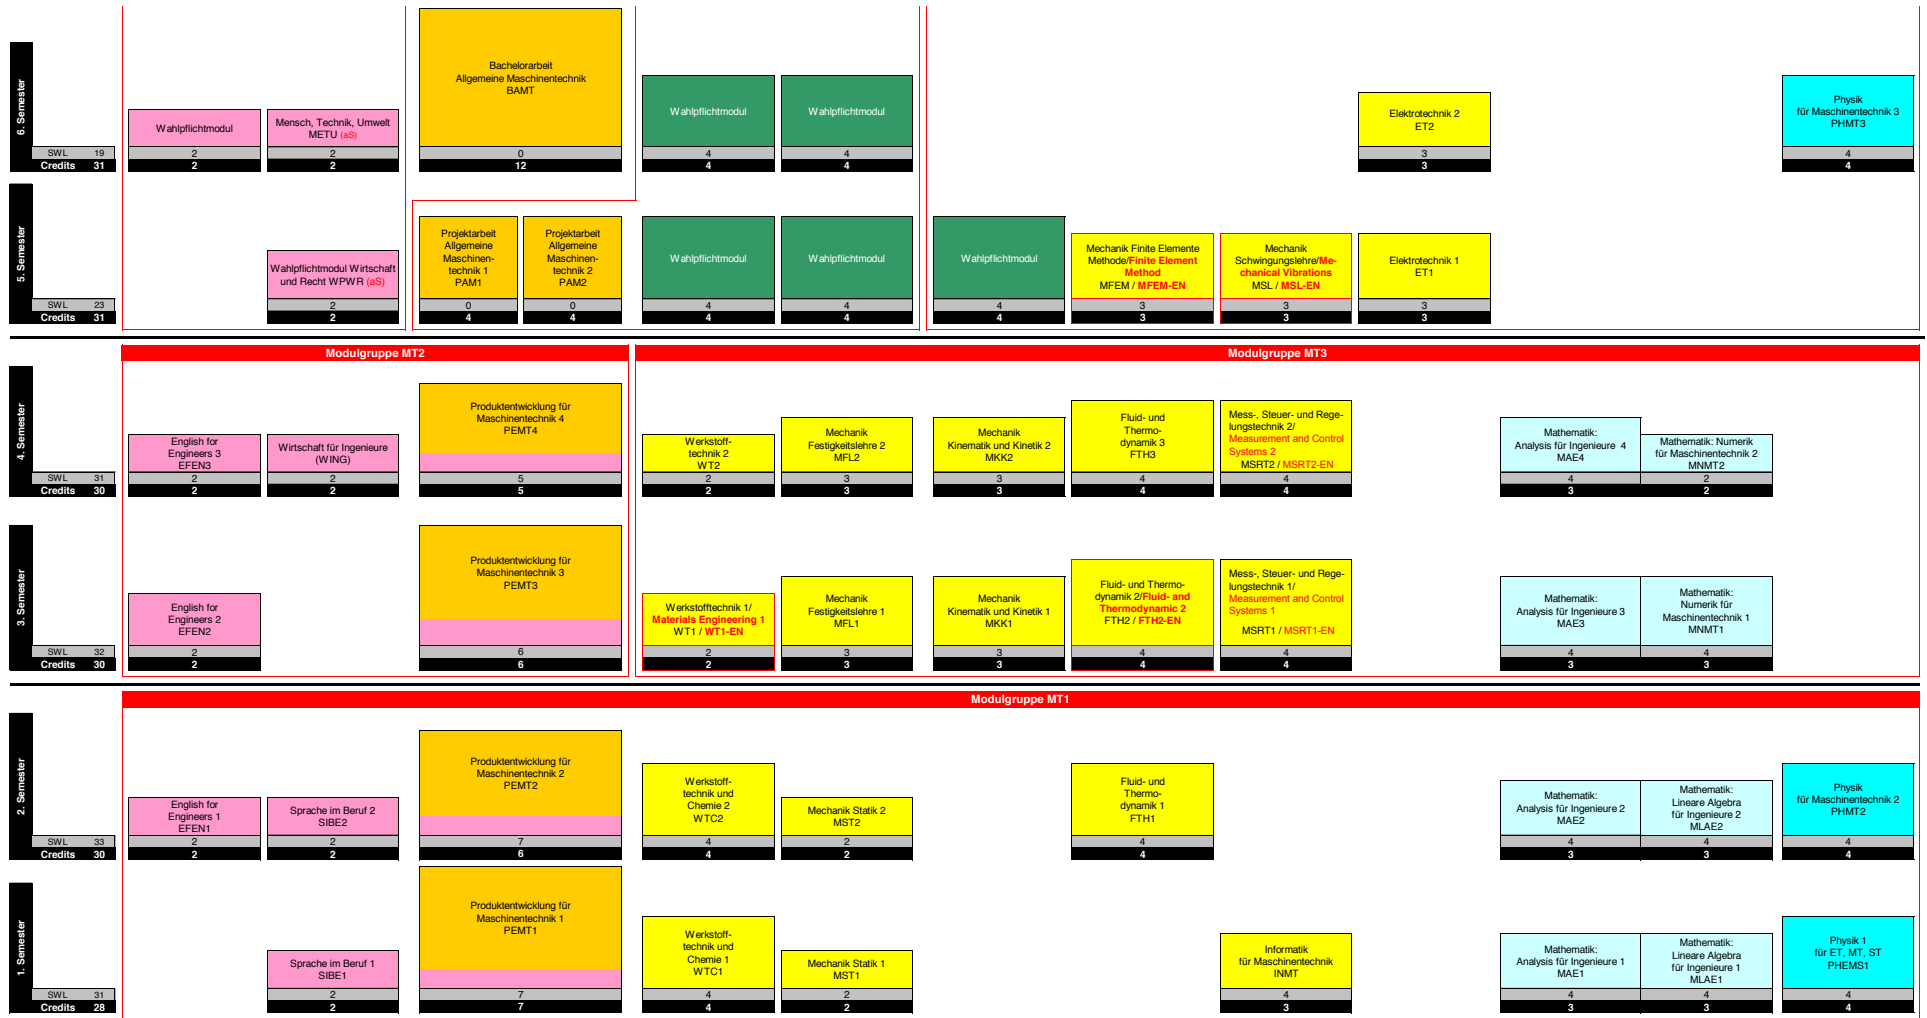 6. Semester
SWL 19
Credits 31
Wahlpflichtmodul
2
2
Mensch, Technik, Umwelt
METU (aS)
2
2
Bachelorarbeit
Allgemeine Maschinentechnik
BAMT
0
12
Wahlpflichtmodul
4
4
Wahlpflichtmodul
4
4
Elektrotechnik 2
ET2
3
3
Physik
für Maschinentechnik 3
PHMT3
4
4
5. Semester
SWL 23
Credits 31
Wahlpflichtmodul Wirtschaft
und Recht WPWR (aS)
2
2
Projektarbeit
Allgemeine
Maschinen-
technik 1
PAM1
0
4
Projektarbeit
Allgemeine
Maschinen-
technik 2
PAM2
0
4
Wahlpflichtmodul
4
4
Wahlpflichtmodul
4
4
Wahlpflichtmodul
4
4
Mechanik Finite Elemente
Methode/Finite Element
Method
MFEM / MFEM-EN
3
3
Mechanik
Schwingungslehre/Me-
chanical Vibrations
MSL / MSL-EN
3
3
Elektrotechnik 1
ET1
3
3
Modulgruppe MT2
Modulgruppe MT3
4. Semester
SWL 31
Credits 30
English for
Engineers 3
EFEN3
2
2
Wirtschaft für Ingenieure
(WING)
2
2
Produktentwicklung für
Maschinentechnik 4
PEMT4
5
5
Werkstoff-
technik 2
WT2
2
2
Mechanik
Festigkeitslehre 2
MFL2
3
3
Mechanik
Kinematik und Kinetik 2
MKK2
3
3
Fluid- und
Thermo-
dynamik 3
FTH3
4
4
Mess-, Steuer- und Rege-
lungstechnik 2/
Measurement and Control
Systems 2
MSRT2 / MSRT2-EN
4
4
Mathematik:
Analysis für Ingenieure 4
MAE4
4
3
Mathematik: Numerik
für Maschinentechnik 2
MNMT2
2
2
3. Semester
SWL 32
Credits 30
English for
Engineers 2
EFEN2
2
2
Produktentwicklung für
Maschinentechnik 3
PEMT3
6
6
Werkstofftechnik 1/
Materials Engineering 1
WT1 / WT1-EN
2
2
Mechanik
Festigkeitslehre 1
MFL1
3
3
Mechanik
Kinematik und Kinetik 1
MKK1
3
3
Fluid- und Thermo-
dynamik 2/Fluid- and
Thermodynamic 2
FTH2 / FTH2-EN
4
4
Mess-, Steuer- und Rege-
lungstechnik 1/
Measurement and Control
Systems 1
MSRT1 / MSRT1-EN
4
4
Mathematik:
Analysis für Ingenieure 3
MAE3
4
3
Mathematik:
Numerik für
Maschinentechnik 1
MNMT1
4
3
Modulgruppe MT1
2. Semester
SWL 33
Credits 30
English for
Engineers 1
EFEN1
2
2
Sprache im Beruf 2
SIBE2
2
2
Produktentwicklung für
Maschinentechnik 2
PEMT2
7
6
Werkstoff-
technik und
Chemie 2
WTC2
4
4
Mechanik Statik 2
MST2
2
2
Fluid- und
Thermo-
dynamik 1
FTH1
4
4
Mathematik:
Analysis für Ingenieure 2
MAE2
4
3
Mathematik:
Lineare Algebra
für Ingenieure 2
MLAE2
4
3
Physik
für Maschinentechnik 2
PHMT2
4
4
1. Semester
SWL 31
Credits 28
Sprache im Beruf 1
SIBE1
2
2
Produktentwicklung für
Maschinentechnik 1
PEMT1
7
7
Werkstoff-
technik und
Chemie 1
WTC1
4
4
Mechanik Statik 1
MST1
2
2
Informatik
für Maschinentechnik
INMT
4
3
Mathematik:
Analysis für Ingenieure 1
MAE1
4
3
Mathematik:
Lineare Algebra
für Ingenieure 1
MLAE1
4
3
Physik 1
für ET, MT, ST
PHEMS1
4
4